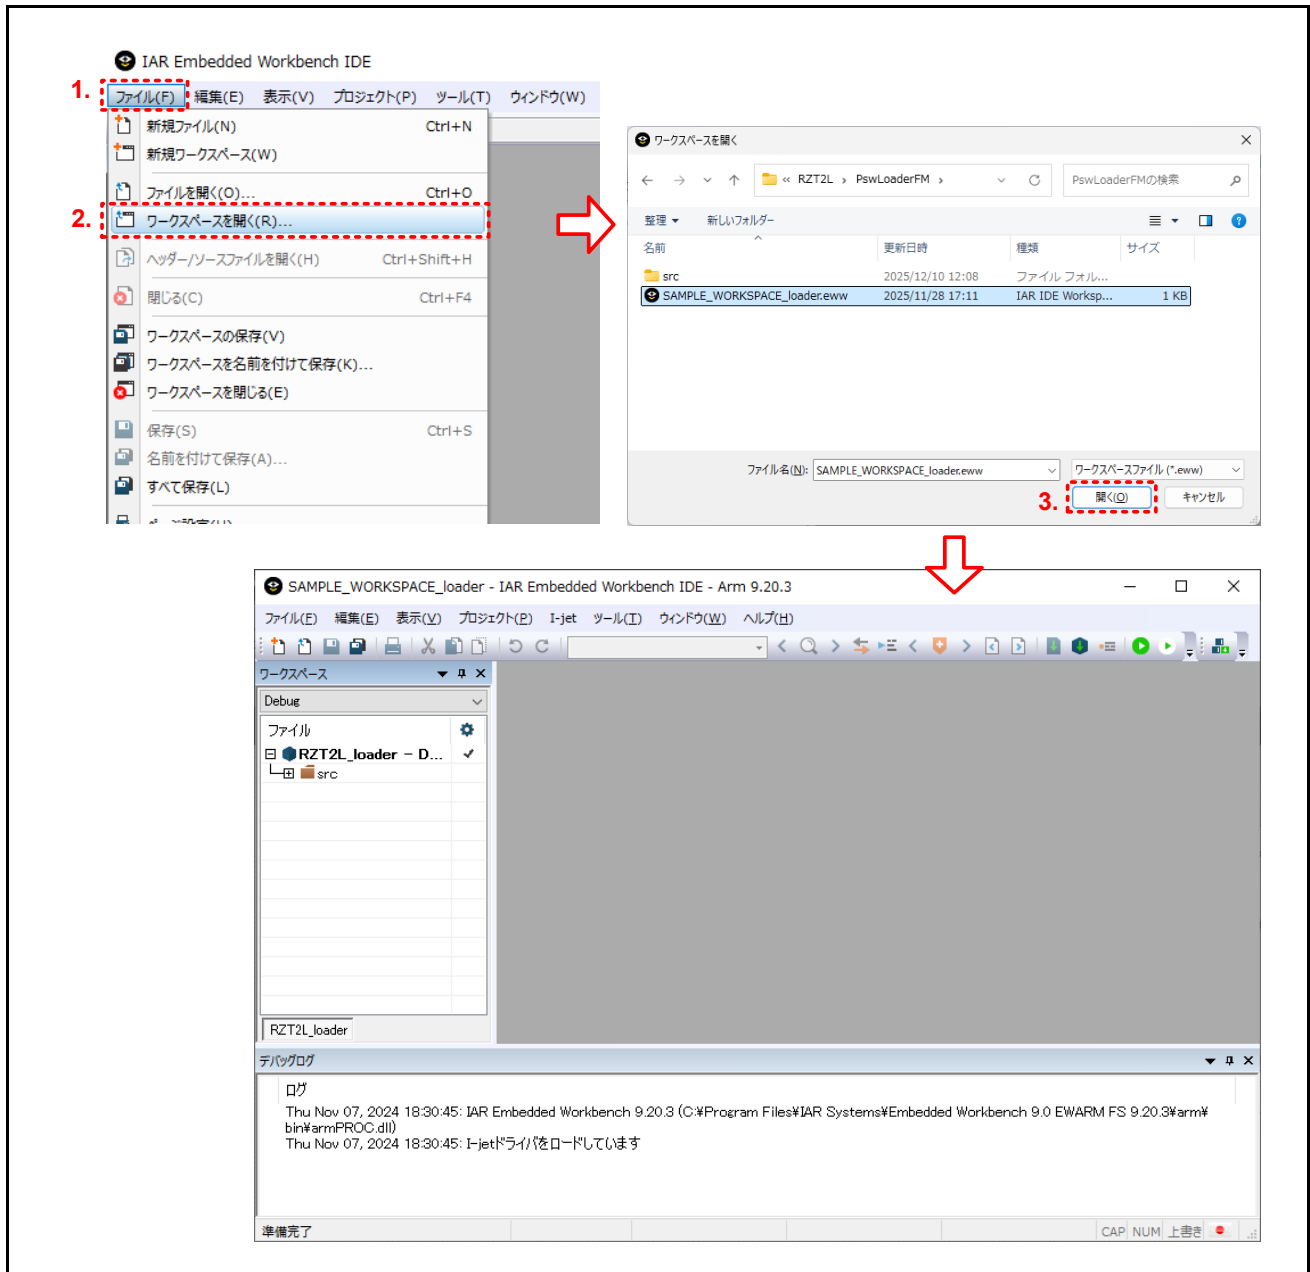 IAR Embedded Workbench IDE
1.
ファイル(F) 編集(E) 表示(V) プロジェクト(P) ツール(T) ウィンドウ(W)
新規ファイル(N) Ctrl+N
新規ワークスペース(W)
ファイルを開く(O)... Ctrl+O
2. ワークスペースを開く(R)...
ヘッダー/ソースファイルを開く(H) Ctrl+Shift+H
閉じる(C) Ctrl+F4
ワークスペースの保存(V)
ワークスペースを名前を付けて保存(K)...
ワークスペースを閉じる(E)
保存(S) Ctrl+S
名前を付けて保存(A)...
すべて保存(L)
ワークスペースを開く
« RZT2L › PswLoaderFM ›
PswLoaderFMの検索
整理 新しいフォルダー
名前 更新日時 種類 サイズ
src 2025/12/10 12:08 ファイル フォル...
SAMPLE_WORKSPACE_loader.eww 2025/11/28 17:11 IAR IDE Worksp... 1 KB
ファイル名(N): SAMPLE_WORKSPACE_loader.eww ワークスペースファイル (*.eww)
3. 開く(O) キャンセル
SAMPLE_WORKSPACE_loader - IAR Embedded Workbench IDE - Arm 9.20.3
ファイル(F) 編集(E) 表示(V) プロジェクト(P) I-jet ツール(T) ウィンドウ(W) ヘルプ(H)
ワークスペース
Debug
ファイル
RZT2L_loader - D...
src
RZT2L_loader
デバッグログ
ログ
Thu Nov 07, 2024 18:30:45: IAR Embedded Workbench 9.20.3 (C:¥Program Files¥IAR Systems¥Embedded Workbench 9.0 EWARM FS 9.20.3¥arm¥
bin¥armPROC.dll)
Thu Nov 07, 2024 18:30:45: I-jetドライバをロードしています
準備完了 CAP NUM 上書き